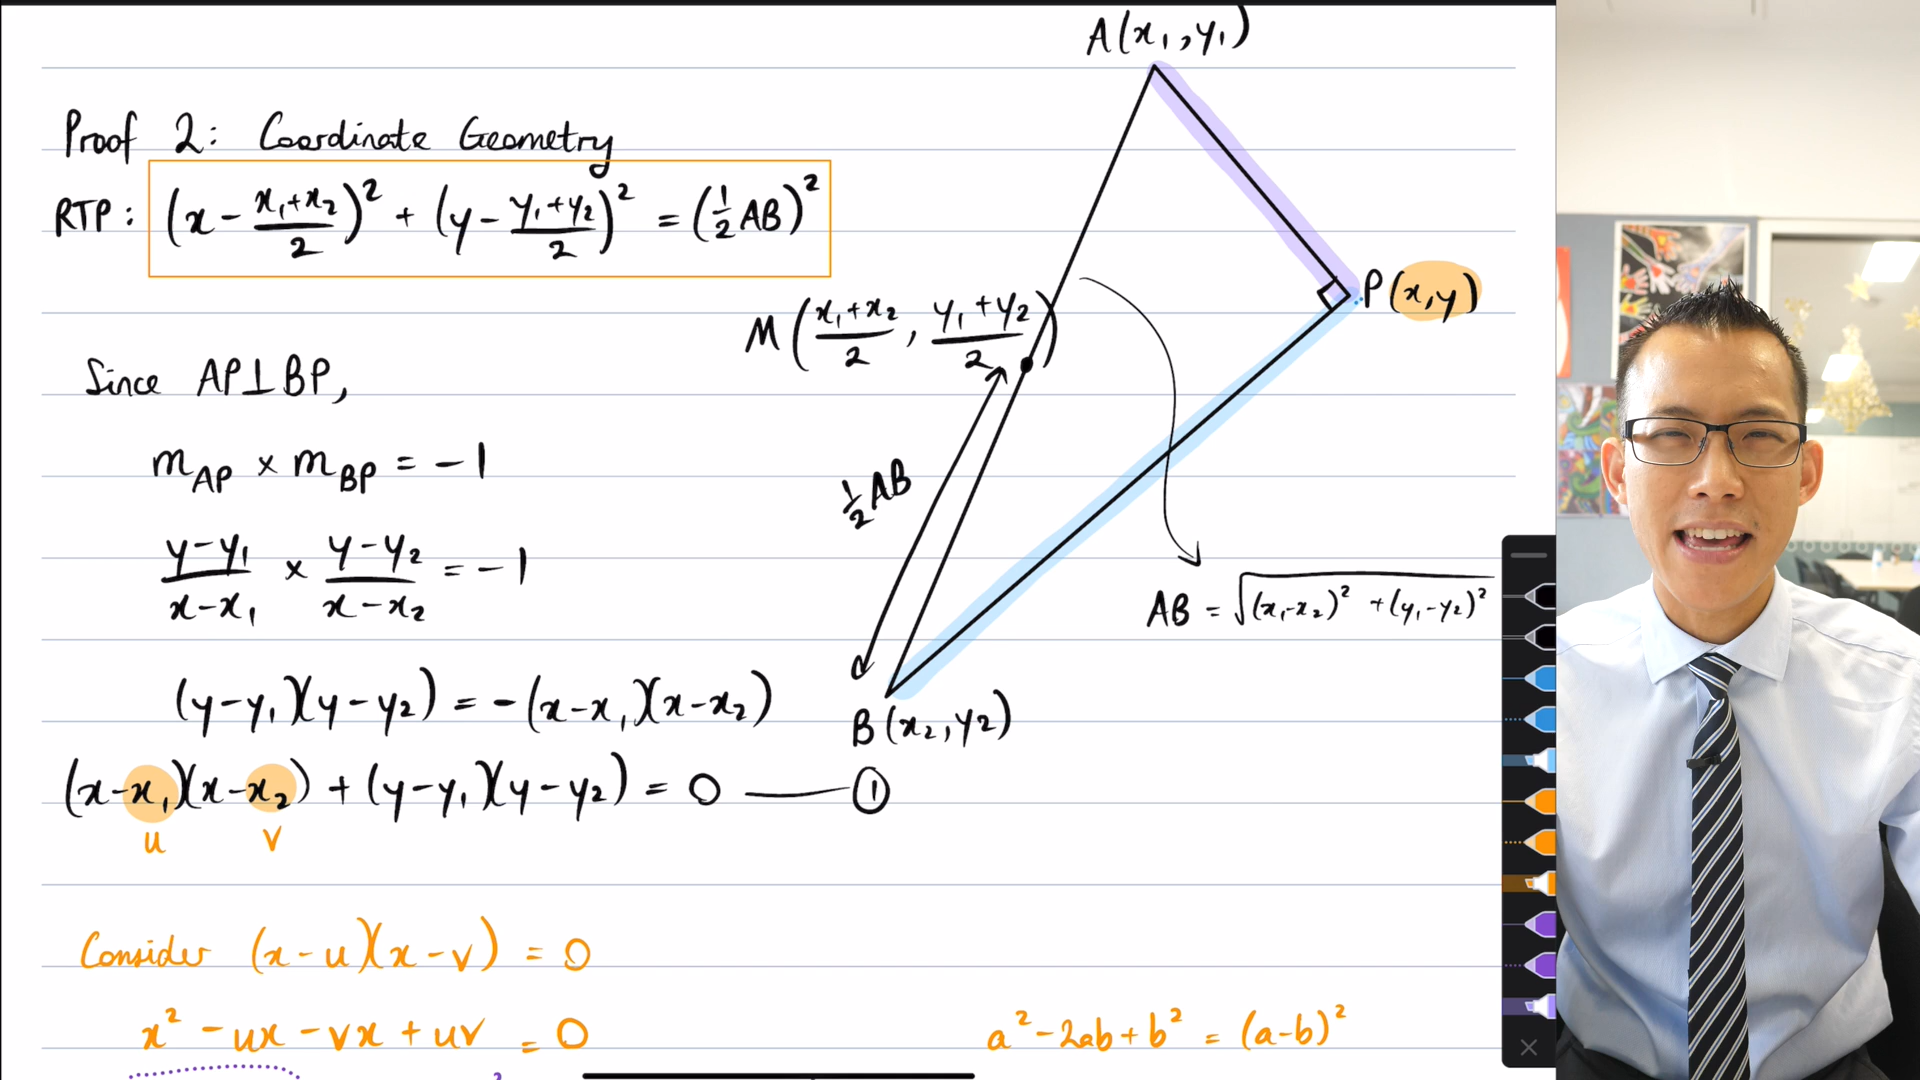 Proof 2: Coordinate Geometry
RTP: (x - (x₁+x₂)/2)² + (y - (y₁+y₂)/2)² = (½AB)²
Since AP⊥BP,
m_AP × m_BP = -1
(y-y₁)/(x-x₁) × (y-y₂)/(x-x₂) = -1
(y-y₁)(y-y₂) = -(x-x₁)(x-x₂)
(x-x₁)(x-x₂) + (y-y₁)(y-y₂) = 0 —— ①
u v
Consider (x-u)(x-v) = 0
x² - ux - vx + uv = 0
a² - 2ab + b² = (a-b)²
A(x₁,y₁)
P(x,y)
M((x₁+x₂)/2, (y₁+y₂)/2)
½AB
AB = √((x₁-x₂)² + (y₁-y₂)²)
B(x₂,y₂)